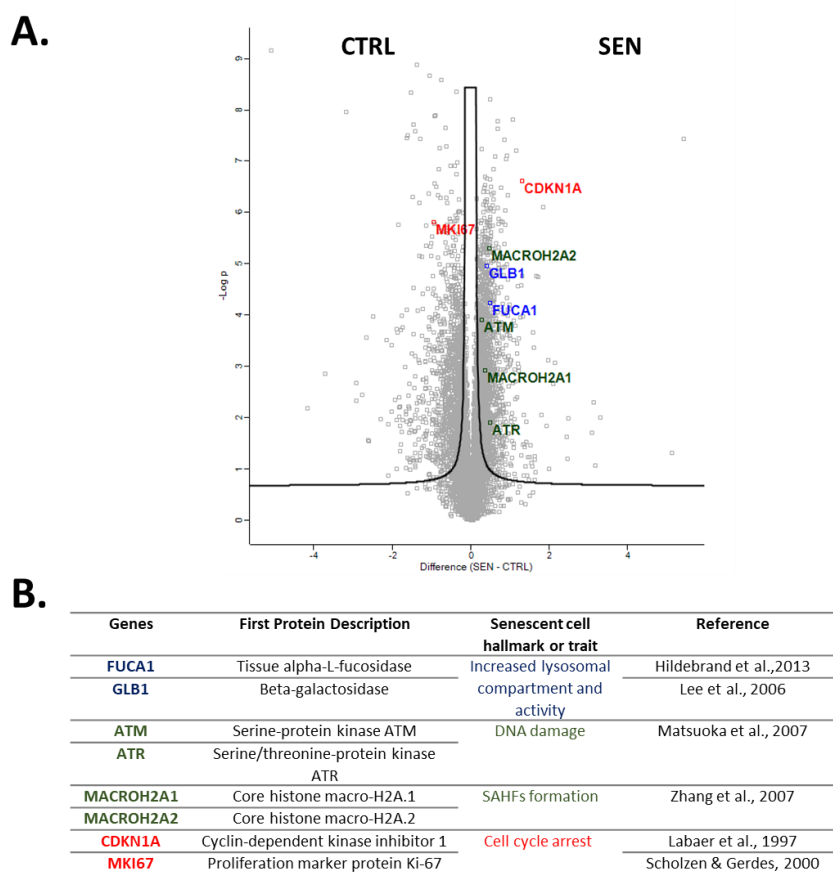 A.
CTRL
SEN
9
8
7
6
5
4
3
2
1
0
-Log p
CDKN1A
MKI67
MACROH2A2
GLB1
FUCA1
ATM
MACROH2A1
ATR
-4
-2
0
2
4
Difference (SEN - CTRL)
B.
Genes First Protein Description Senescent cell Reference
hallmark or trait
FUCA1 Tissue alpha-L-fucosidase Increased lysosomal Hildebrand et al.,2013
GLB1 Beta-galactosidase compartment and Lee et al., 2006
activity
ATM Serine-protein kinase ATM DNA damage Matsuoka et al., 2007
ATR Serine/threonine-protein kinase
ATR
MACROH2A1 Core histone macro-H2A.1 SAHFs formation Zhang et al., 2007
MACROH2A2 Core histone macro-H2A.2
CDKN1A Cyclin-dependent kinase inhibitor 1 Cell cycle arrest Labaer et al., 1997
MKI67 Proliferation marker protein Ki-67 Scholzen & Gerdes, 2000